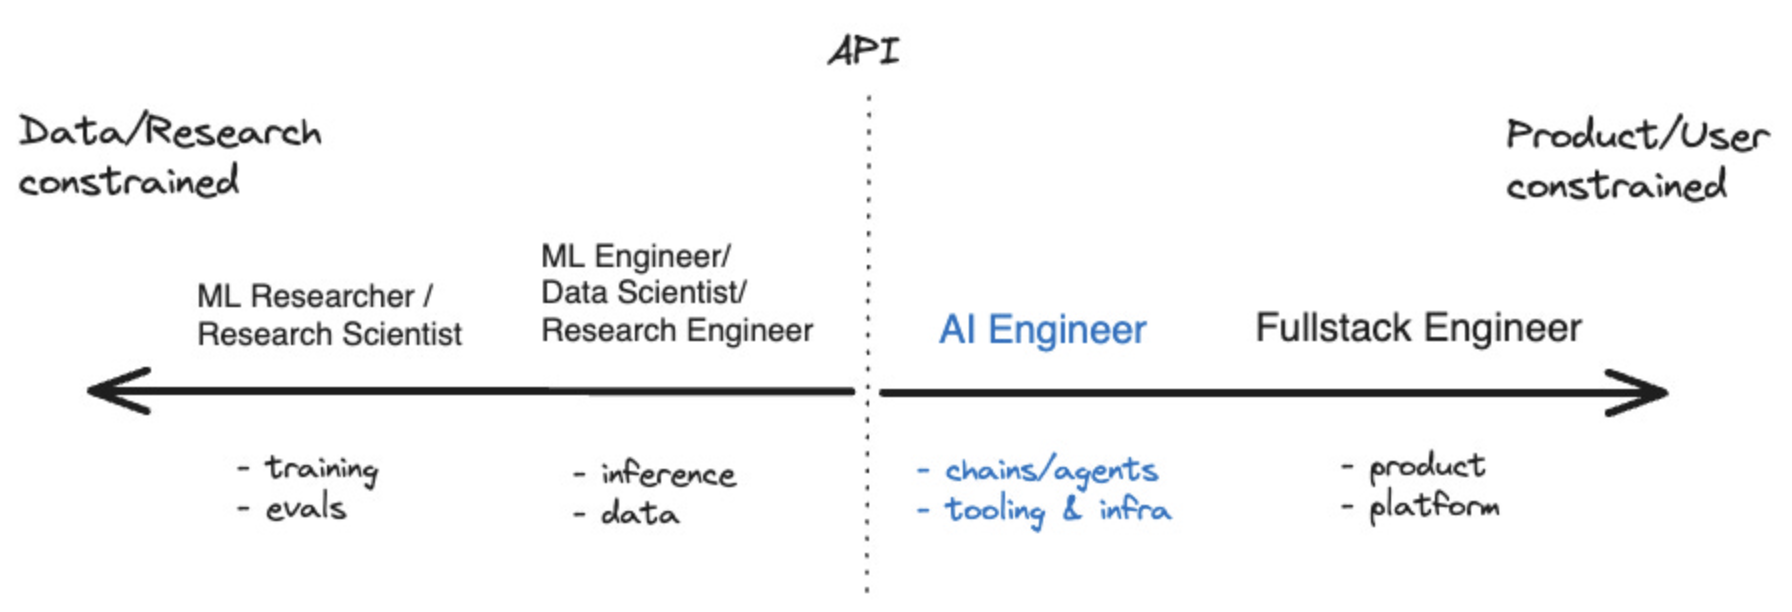 API
Data/Research
constrained
Product/User
constrained
ML Researcher /
Research Scientist
ML Engineer/
Data Scientist/
Research Engineer
AI Engineer
Fullstack Engineer
- training
- evals
- inference
- data
- chains/agents
- tooling & infra
- product
- platform